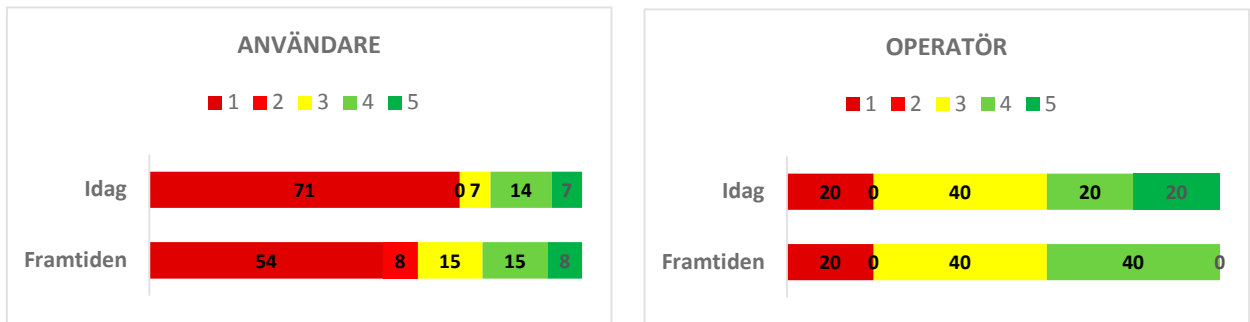 ANVÄNDARE
1 2 3 4 5
Idag 71 0 7 14 7
Framtiden 54 8 15 15 8
OPERATÖR
1 2 3 4 5
Idag 20 0 40 20 20
Framtiden 20 0 40 40 0